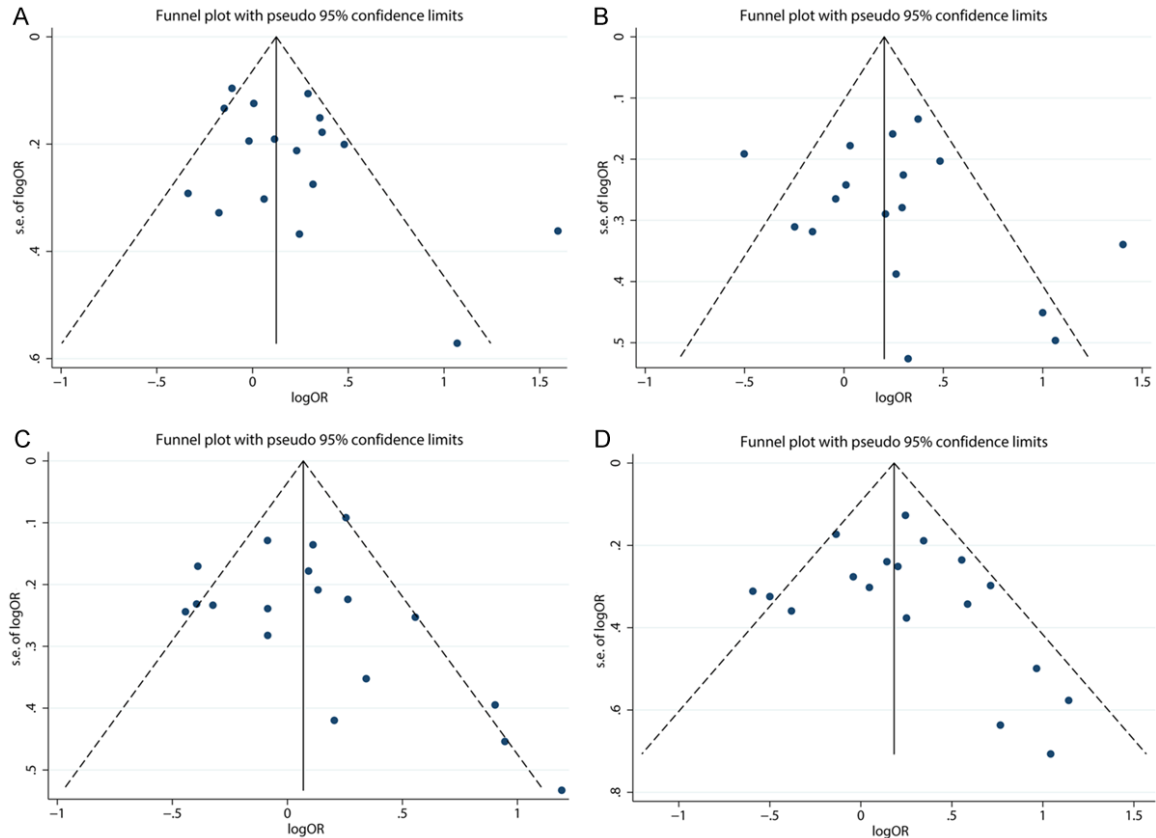 A
Funnel plot with pseudo 95% confidence limits
0
.2
.4
.6
s.e. of logOR
−1
−.5
0
.5
1
1.5
logOR
B
Funnel plot with pseudo 95% confidence limits
0
.1
.2
.3
.4
.5
s.e. of logOR
−1
−.5
0
.5
1
1.5
logOR
C
Funnel plot with pseudo 95% confidence limits
0
.1
.2
.3
.4
.5
s.e. of logOR
−1
−.5
0
.5
1
logOR
D
Funnel plot with pseudo 95% confidence limits
0
.2
.4
.6
.8
s.e. of logOR
−1
−.5
0
.5
1
1.5
logOR